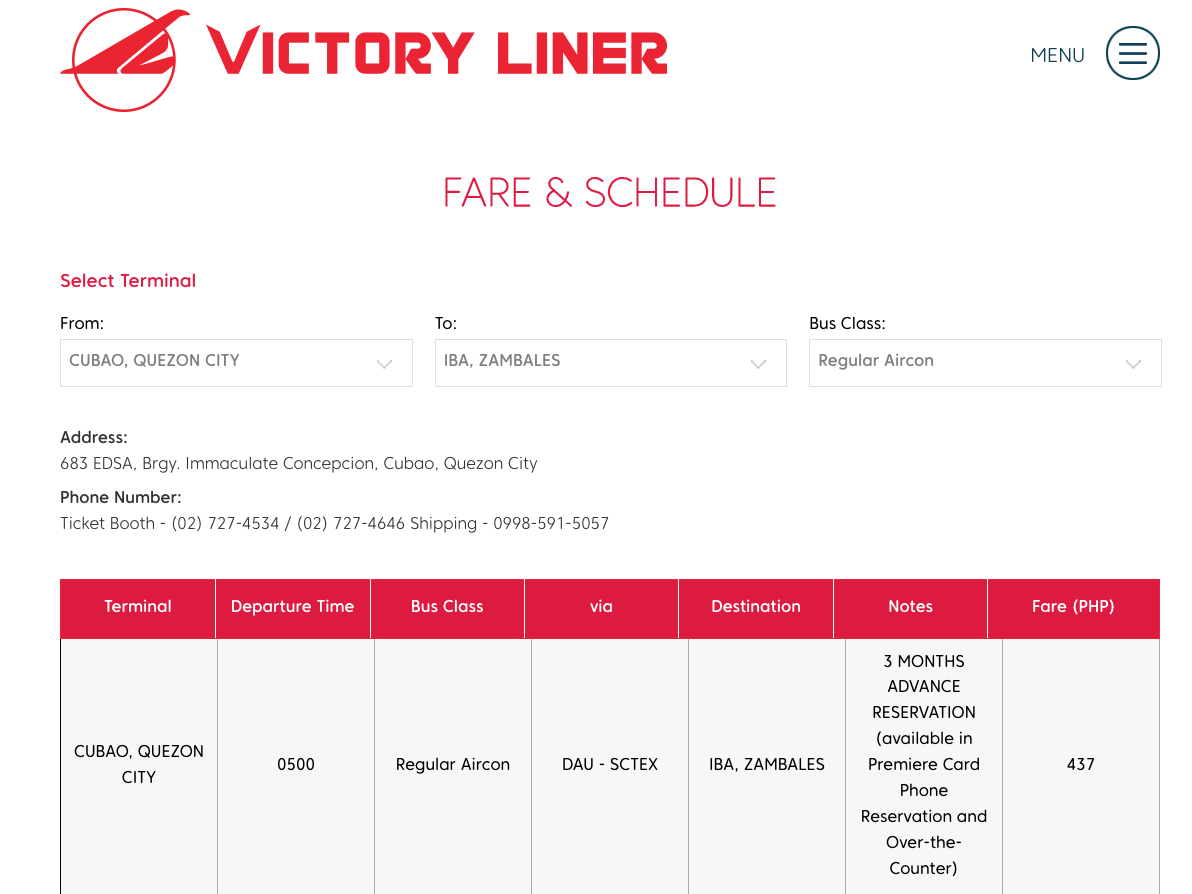 VICTORY LINER
MENU
FARE & SCHEDULE
Select Terminal
From:
To:
Bus Class:
CUBAO, QUEZON CITY
IBA, ZAMBALES
Regular Aircon
Address:
683 EDSA, Brgy. Immaculate Concepcion, Cubao, Quezon City
Phone Number:
Ticket Booth - (02) 727-4534 / (02) 727-4646 Shipping - 0998-591-5057
Terminal
Departure Time
Bus Class
via
Destination
Notes
Fare (PHP)
CUBAO, QUEZON
CITY
0500
Regular Aircon
DAU - SCTEX
IBA, ZAMBALES
3 MONTHS
ADVANCE
RESERVATION
(available in
Premiere Card
Phone
Reservation and
Over-the-
Counter)
437